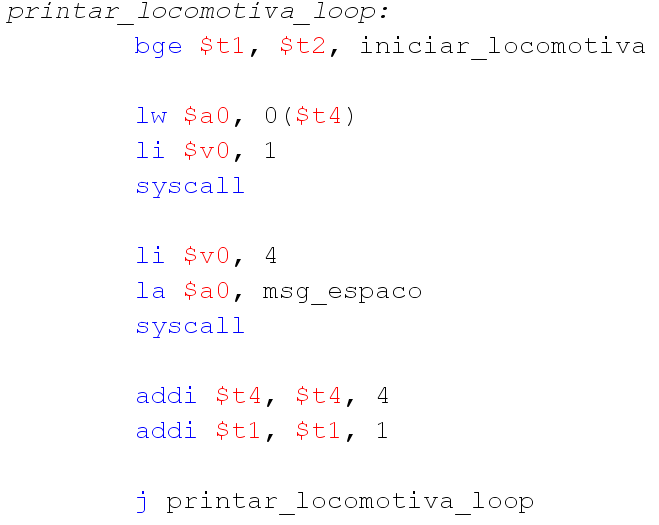 printar_locomotiva_loop:
bge $t1, $t2, iniciar_locomotiva
lw $a0, 0($t4)
li $v0, 1
syscall
li $v0, 4
la $a0, msg_espaco
syscall
addi $t4, $t4, 4
addi $t1, $t1, 1
j printar_locomotiva_loop